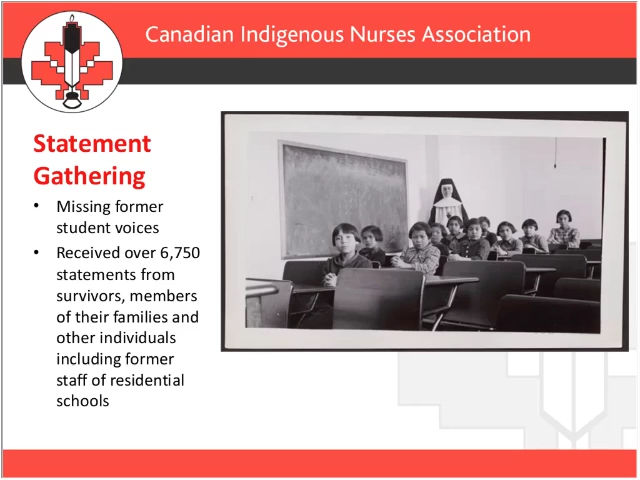 Canadian Indigenous Nurses Association
Statement
Gathering
• Missing former
student voices
• Received over 6,750
statements from
survivors, members
of their families and
other individuals
including former
staff of residential
schools